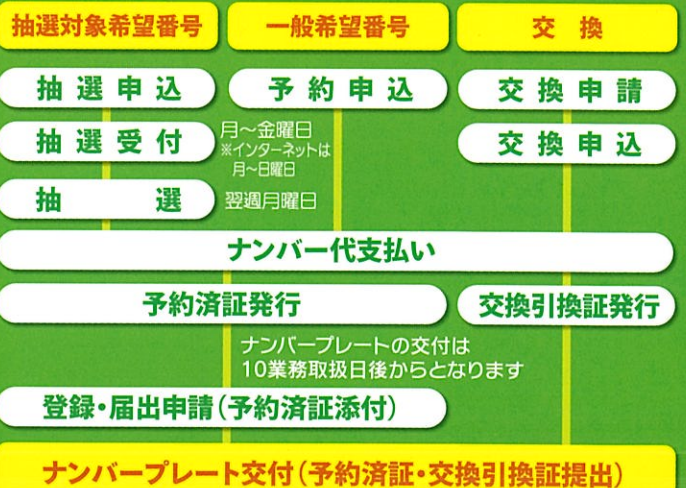 抽選対象希望番号
一般希望番号
交 換
抽 選 申 込
予 約 申 込
交 換 申 請
抽 選 受 付
月～金曜日
※インターネットは
月～日曜日
交 換 申 込
抽 選
翌週月曜日
ナンバー代支払い
予約済証発行
交換引換証発行
ナンバープレートの交付は
10業務取扱日後からとなります
登録・届出申請(予約済証添付)
ナンバープレート交付(予約済証・交換引換証提出)